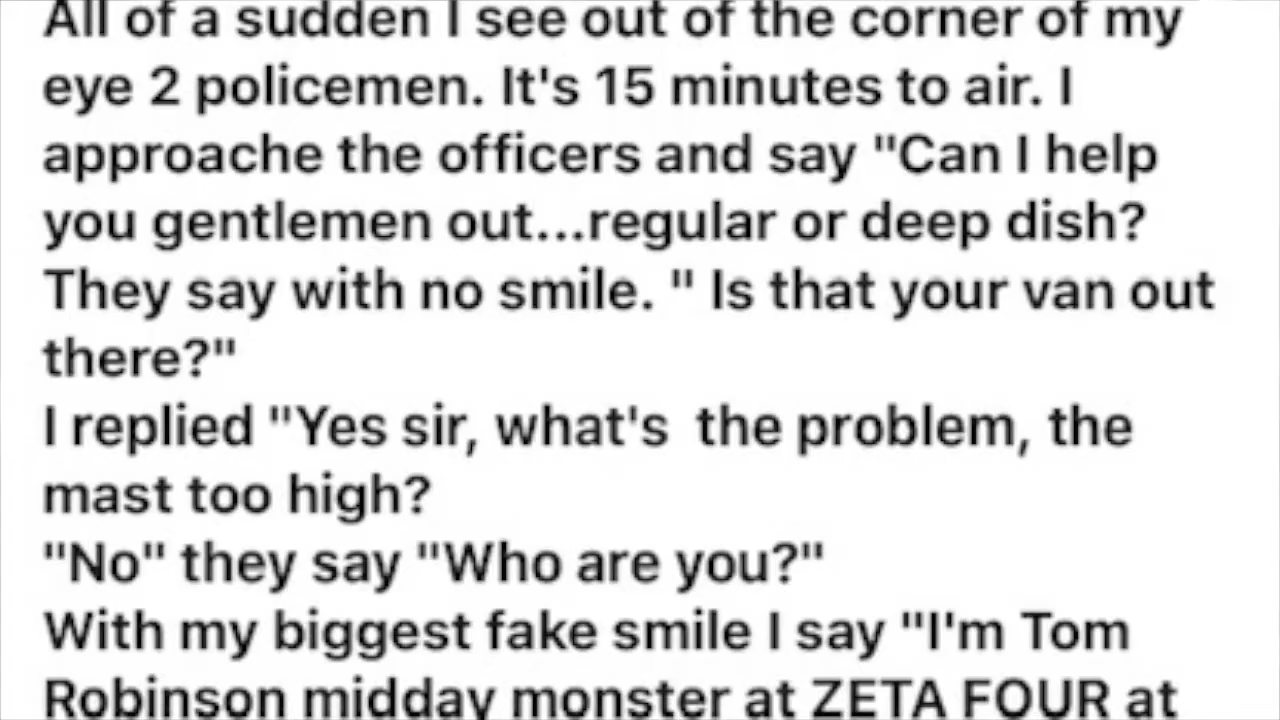 All of a sudden I see out of the corner of my
eye 2 policemen. It's 15 minutes to air. I
approache the officers and say "Can I help
you gentlemen out...regular or deep dish?
They say with no smile. " Is that your van out
there?"
I replied "Yes sir, what's  the problem, the
mast too high?
"No" they say "Who are you?"
With my biggest fake smile I say "I'm Tom
Robinson midday monster at ZETA FOUR at